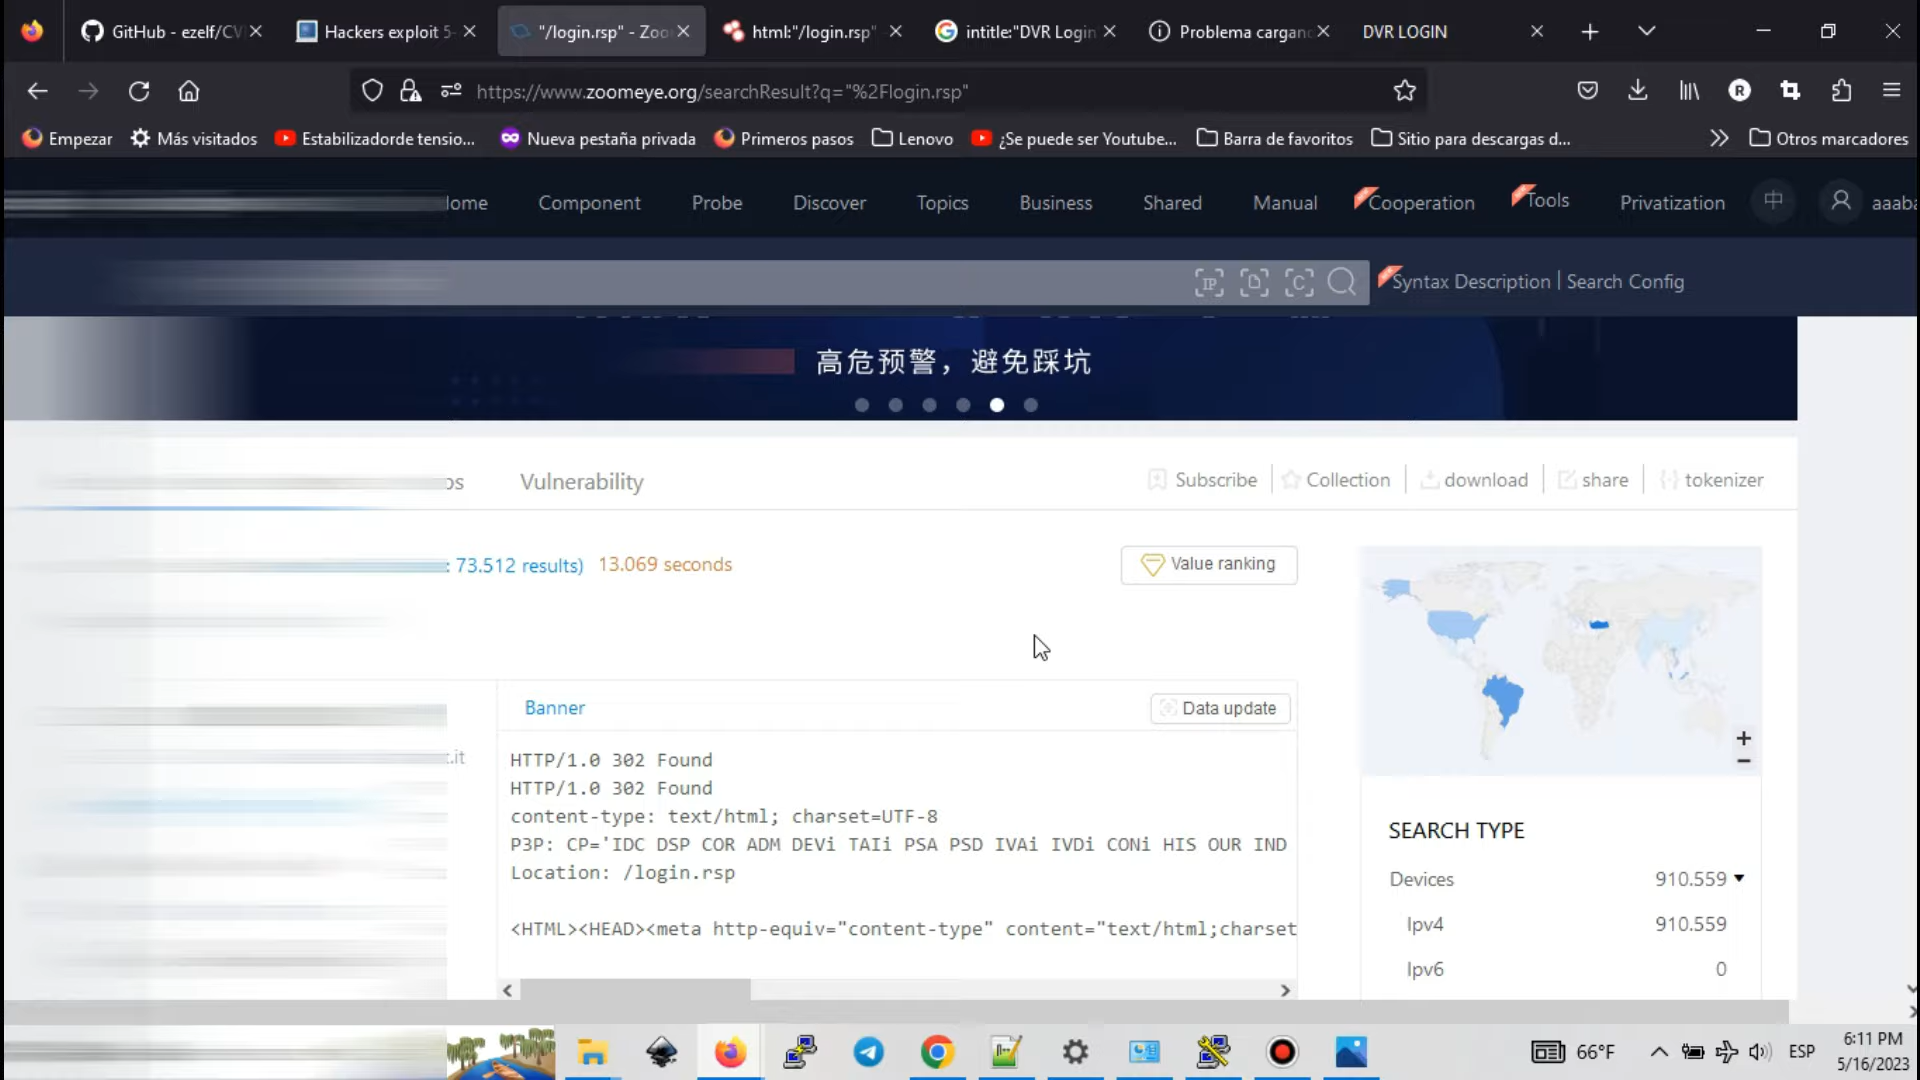 GitHub - ezelf/CV
Hackers exploit 5-
"/login.rsp" - Zoo
html:"/login.rsp"
intitle:"DVR Login
Problema cargan
DVR LOGIN
https://www.zoomeye.org/searchResult?q="%2Flogin.rsp"
R
Empezar
Más visitados
Estabilizadorde tensio...
Nueva pestaña privada
Primeros pasos
Lenovo
¿Se puede ser Youtube...
Barra de favoritos
Sitio para descargas d...
Otros marcadores
ome
Component
Probe
Discover
Topics
Business
Shared
Manual
Cooperation
Tools
Privatization
中
aaaba
IP
D
C
Syntax Description | Search Config
高危预警，避免踩坑
ps
Vulnerability
Subscribe
Collection
download
share
tokenizer
: 73.512 results)
13.069 seconds
Value ranking
Banner
Data update
.it
HTTP/1.0 302 Found
HTTP/1.0 302 Found
content-type: text/html; charset=UTF-8
P3P: CP='IDC DSP COR ADM DEVi TAIi PSA PSD IVAi IVDi CONi HIS OUR IND
Location: /login.rsp
<HTML><HEAD><meta http-equiv="content-type" content="text/html;charset
SEARCH TYPE
Devices 910.559
Ipv4 910.559
Ipv6 0
66°F
ESP
6:11 PM
5/16/2023